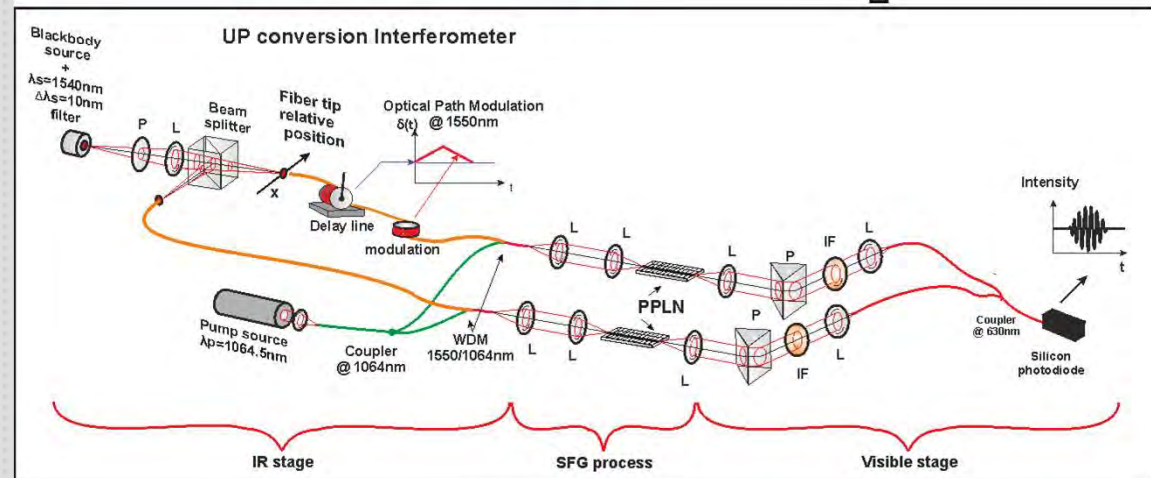 UP conversion Interferometer
Blackbody
source
+
λs=1540nm
Δλs=10nm
filter
P
L
Beam
splitter
Fiber tip
relative
position
x
Optical Path Modulation
@ 1550nm
δ(t)
t
Delay line
modulation
Pump source
λp=1064.5nm
Coupler
@ 1064nm
WDM
1550/1064nm
L
L
L
P
IF
L
PPLN
L
L
L
P
IF
L
Intensity
t
Coupler
@ 630nm
Silicon
photodiode
IR stage
SFG process
Visible stage